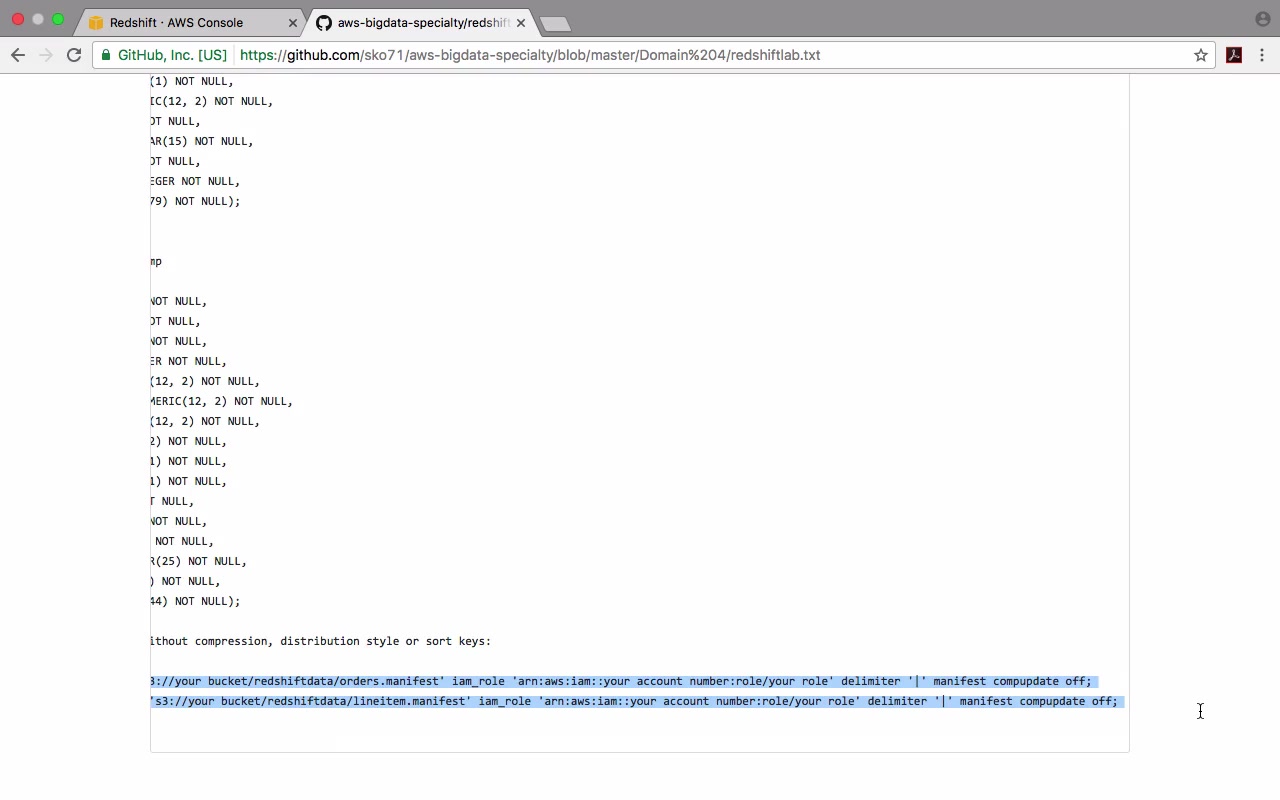 Redshift · AWS Console
aws-bigdata-specialty/redshift
GitHub, Inc. [US]
https://github.com/sko71/aws-bigdata-specialty/blob/master/Domain%204/redshiftlab.txt
(1) NOT NULL,
IC(12, 2) NOT NULL,
OT NULL,
AR(15) NOT NULL,
OT NULL,
EGER NOT NULL,
79) NOT NULL);
mp
NOT NULL,
OT NULL,
NOT NULL,
ER NOT NULL,
(12, 2) NOT NULL,
MERIC(12, 2) NOT NULL,
(12, 2) NOT NULL,
2) NOT NULL,
1) NOT NULL,
1) NOT NULL,
T NULL,
NOT NULL,
NOT NULL,
R(25) NOT NULL,
) NOT NULL,
44) NOT NULL);
ithout compression, distribution style or sort keys:
3://your bucket/redshiftdata/orders.manifest' iam_role 'arn:aws:iam::your account number:role/your role' delimiter '|' manifest compupdate off;
's3://your bucket/redshiftdata/lineitem.manifest' iam_role 'arn:aws:iam::your account number:role/your role' delimiter '|' manifest compupdate off;